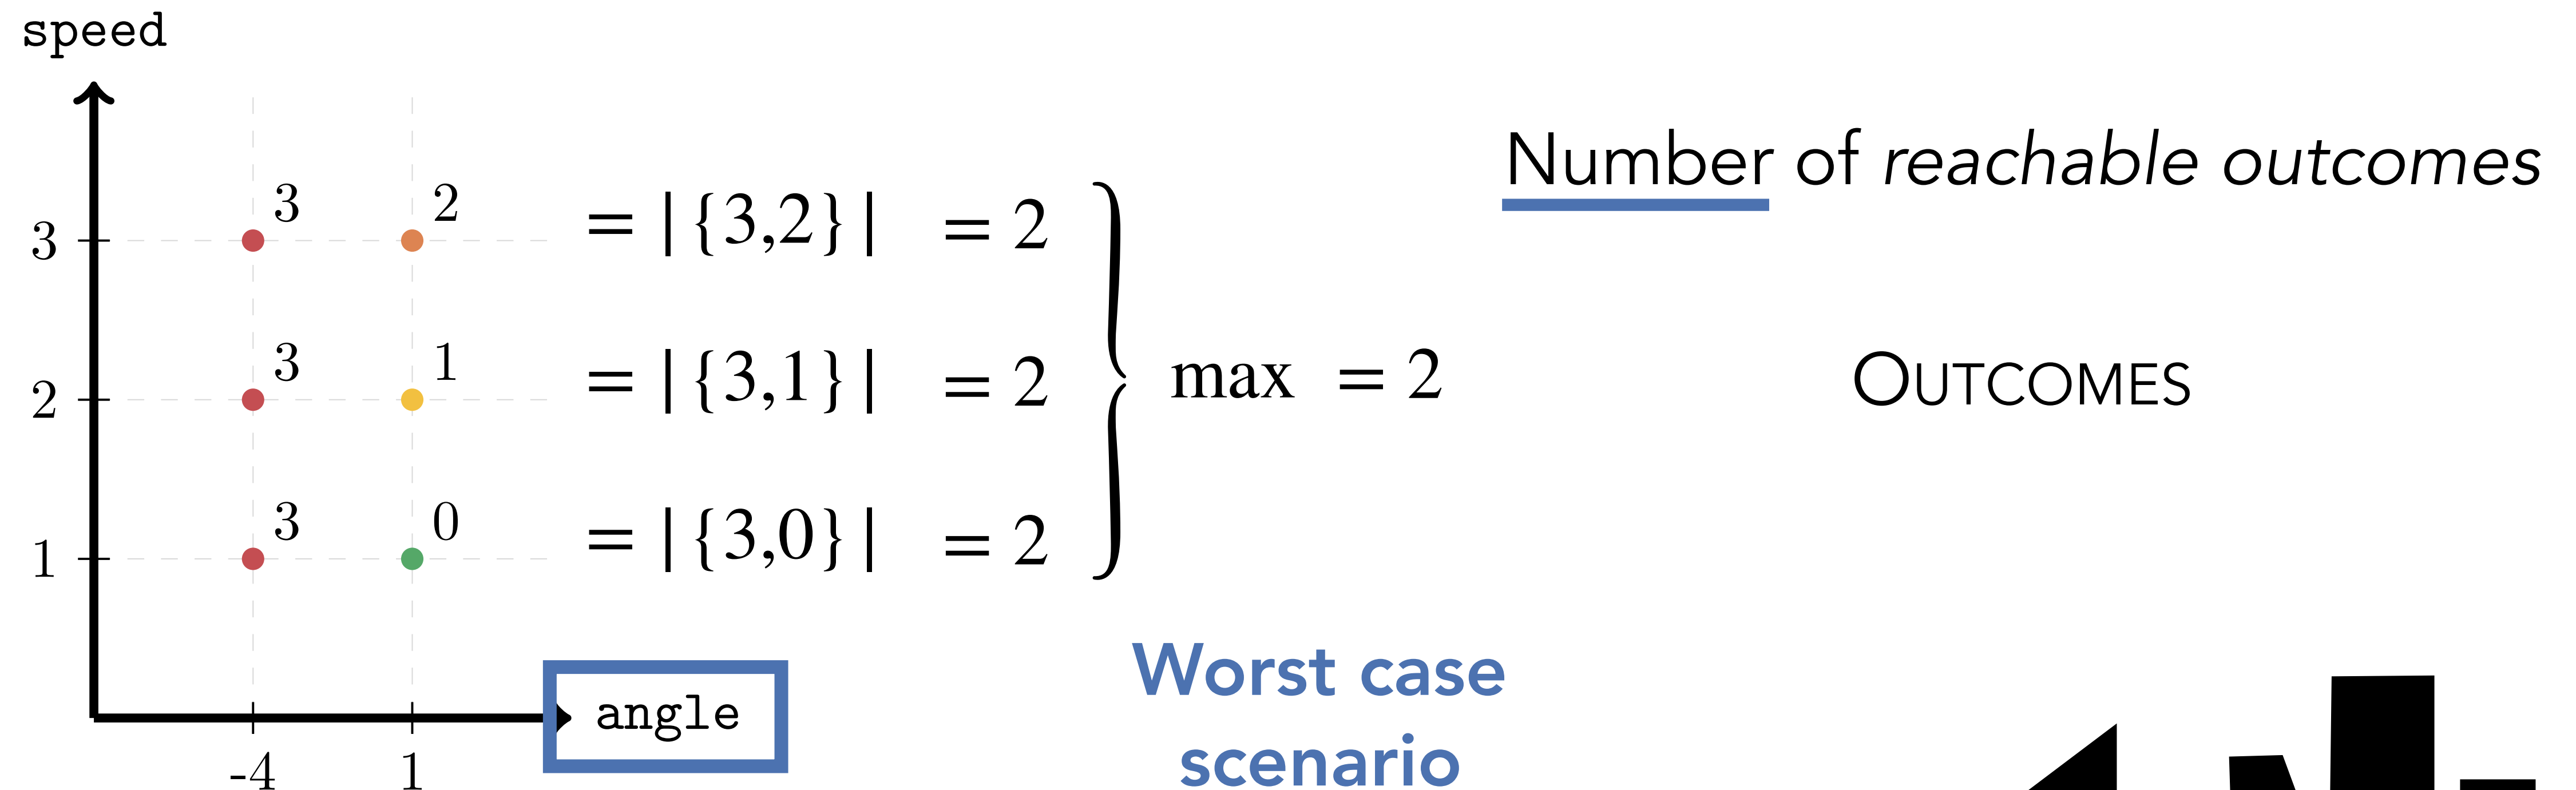 speed
Number of reachable outcomes
3 3 2 = | {3,2} | = 2
2 3 1 = | {3,1} | = 2
max = 2
OUTCOMES
1 3 0 = | {3,0} | = 2
Worst case
scenario
angle
-4 1